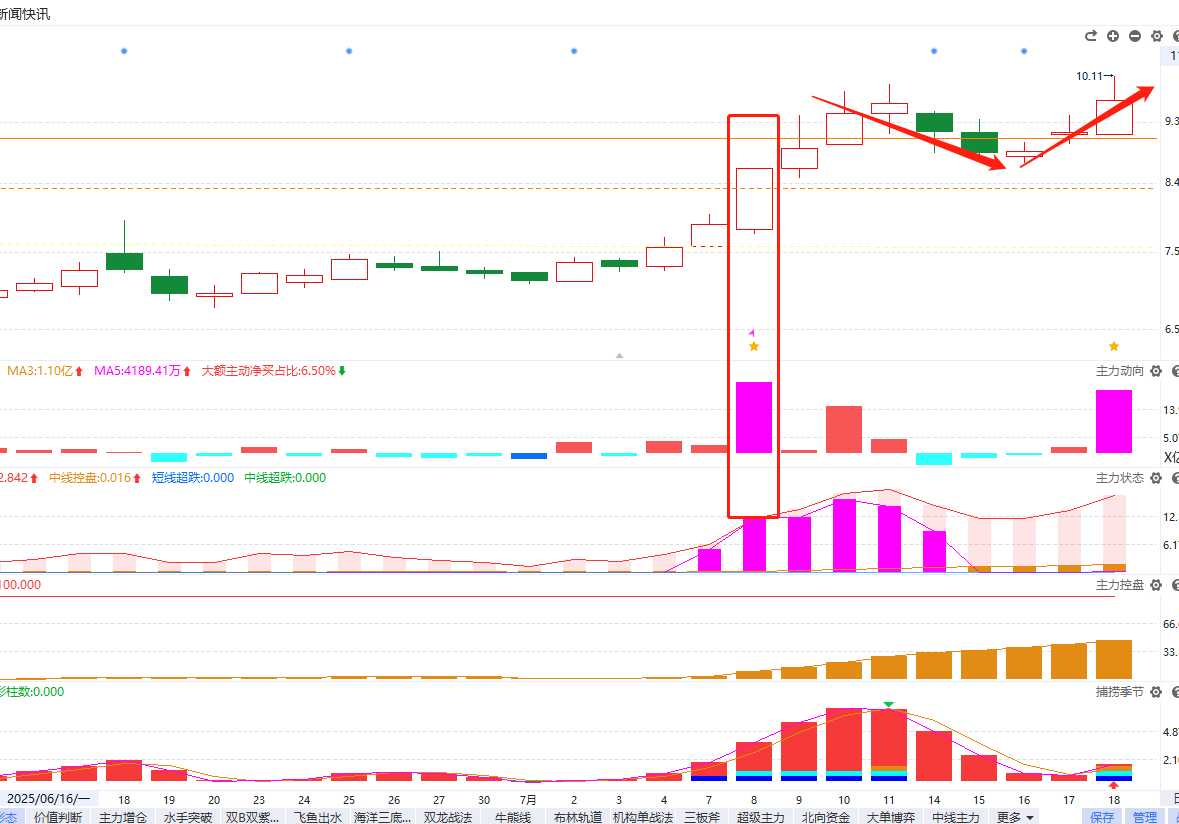 新闻快讯
10.11
11
9.3
8.4
7.5
6.5
MA3:1.10亿 MA5:4189.41万 大额主动净买占比:6.50% 主力动向
13.9
5.0
X亿
2.842 中线控盘:0.016 短线超跌:0.000 中线超跌:0.000 主力状态
12.
6.1
100.000 主力控盘
66.
33.
彩柱数:0.000 捕捞季节
4.8
2.1
2025/06/16/一 18 19 20 23 24 25 26 27 30 7月 2 3 4 7 8 9 10 11 14 15 16 17 18 日
形态 价值判断 主力增仓 水手突破 双B双紫... 飞鱼出水 海洋三底... 双龙战法 牛能线 布林轨道 机构单战法 三板斧 超级主力 北向资金 大单博弈 中线主力 更多 保存 管理